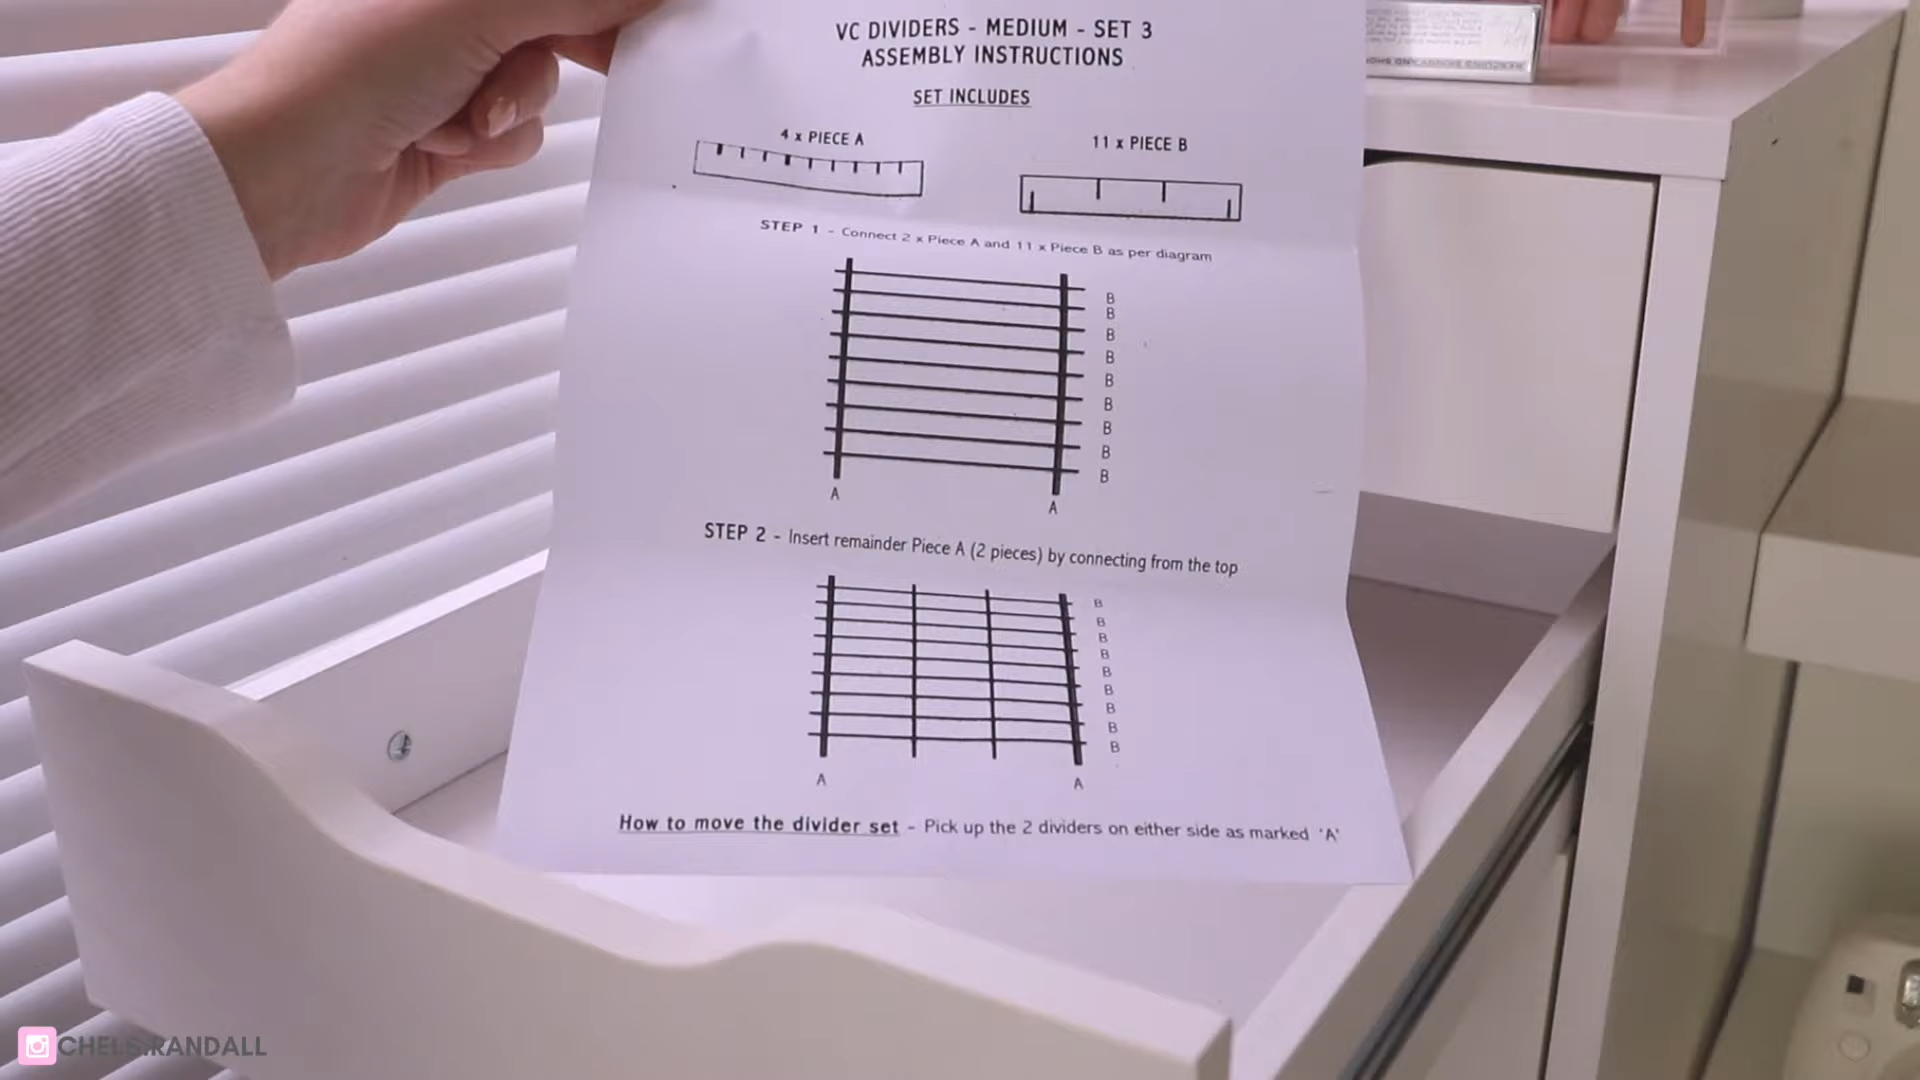 VC DIVIDERS - MEDIUM - SET 3
ASSEMBLY INSTRUCTIONS
SET INCLUDES
4 x PIECE A
11 x PIECE B
STEP 1 - Connect 2 x Piece A and 11 x Piece B as per diagram
B
B
B
B
B
B
B
B
B
A
A
STEP 2 - Insert remainder Piece A (2 pieces) by connecting from the top
B
B
B
B
B
B
B
B
B
A
A
How to move the divider set - Pick up the 2 dividers on either side as marked 'A'
RANDALL